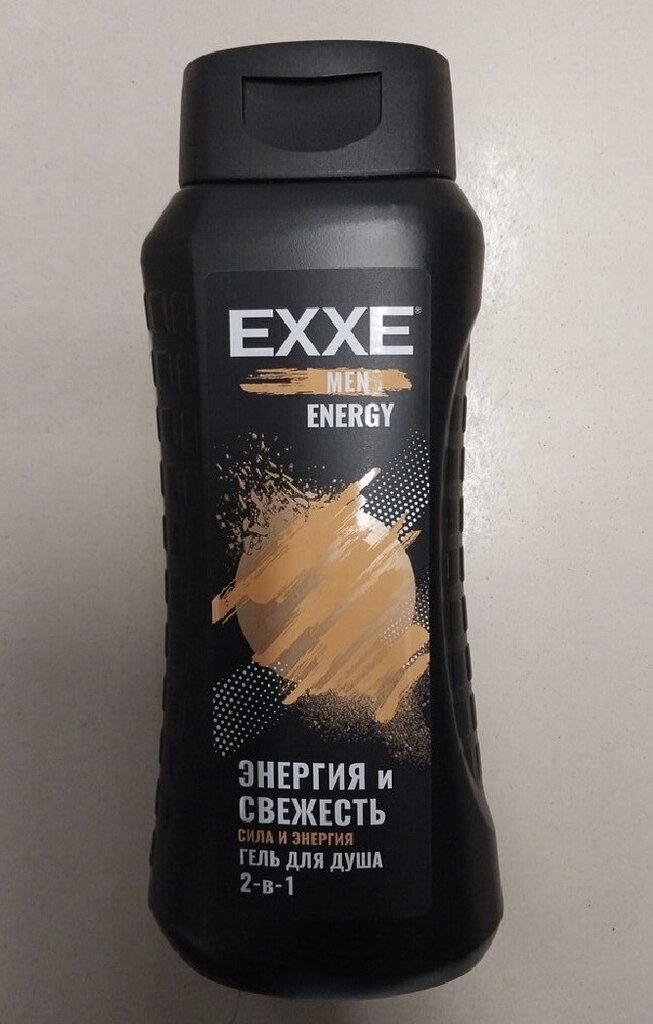 EXXE®
MEN
ENERGY
ЭНЕРГИЯ и
СВЕЖЕСТЬ
СИЛА И ЭНЕРГИЯ
ГЕЛЬ ДЛЯ ДУША
2-в-1